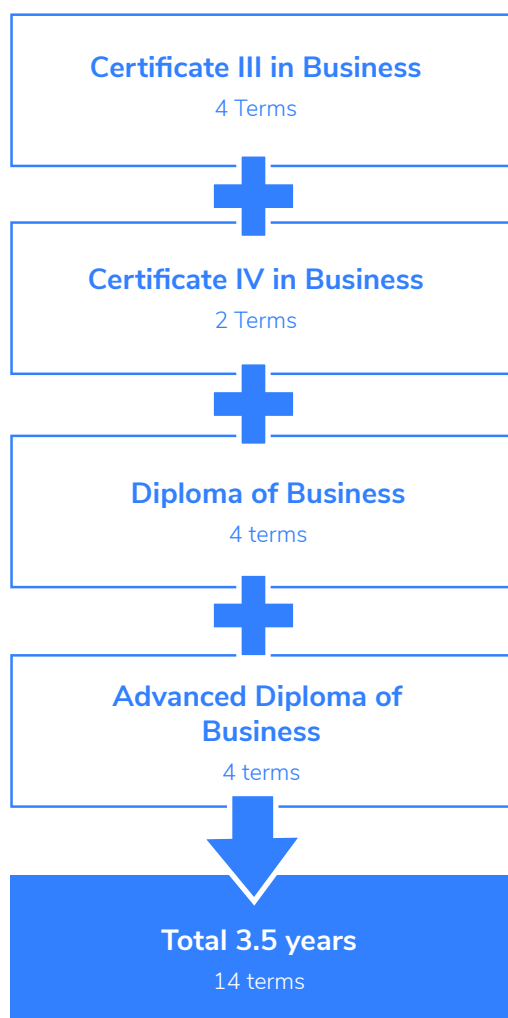 Certificate III in Business
4 Terms
Certificate IV in Business
2 Terms
Diploma of Business
4 terms
Advanced Diploma of
Business
4 terms
Total 3.5 years
14 terms